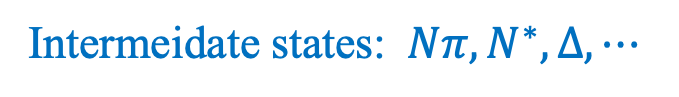 Intermeidate states: Nπ, N*, Δ, ⋯